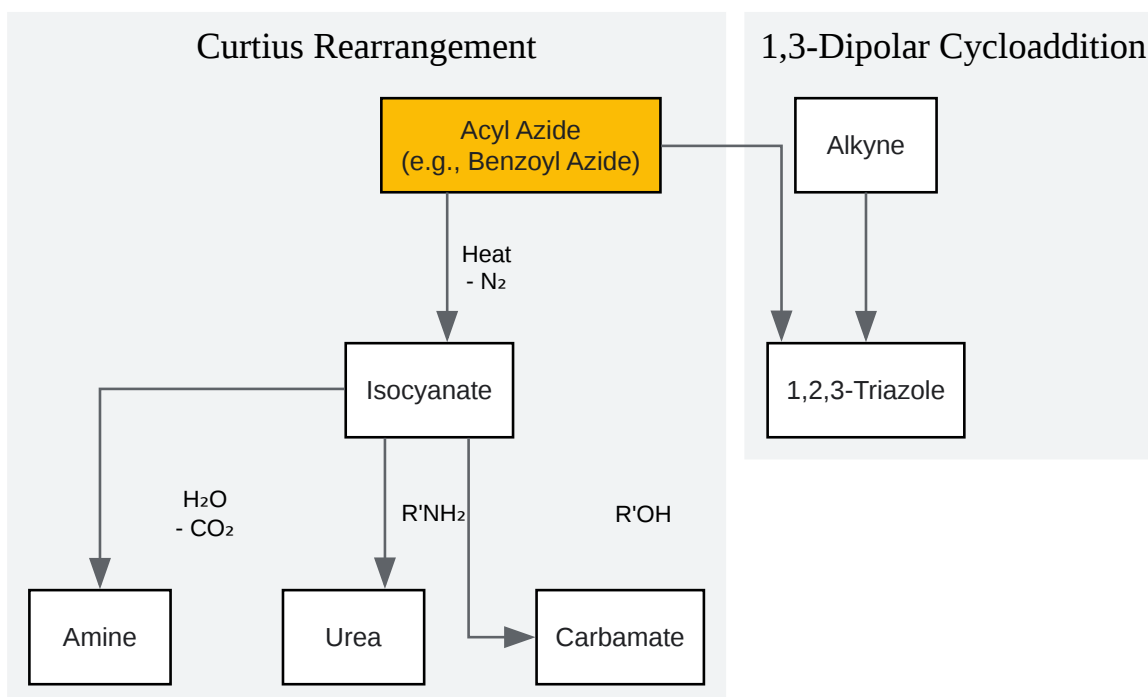 Curtius Rearrangement
1,3-Dipolar Cycloaddition
Acyl Azide
(e.g., Benzoyl Azide)
Alkyne
Heat
- N₂
Isocyanate
1,2,3-Triazole
H₂O
- CO₂
R'NH₂
R'OH
Amine
Urea
Carbamate